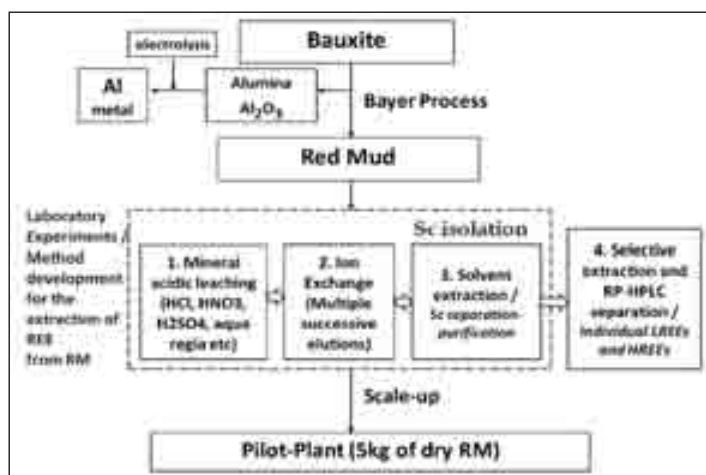 electrolysis
Bauxite
Al
metal
Alumina
Al2O3
Bayer Process
Red Mud
Laboratory
Experiments /
Method
development
for the
extraction of
REE
from RM
Sc isolation
1. Mineral
acidic leaching
(HCl, HNO3,
H2SO4, aqua
regia etc)
2. Ion
Exchange
(Multiple
successive
elutions)
3. Solvent
extraction /
Sc separation-
purification
4. Selective
extraction and
RP-HPLC
separation /
Individual LREEs
and HREEs
Scale-up
Pilot-Plant (5kg of dry RM)